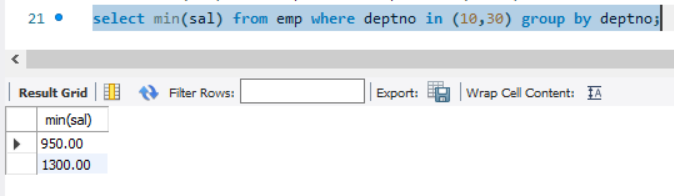 21 select min(sal) from emp where deptno in (10,30) group by deptno;
Result Grid Filter Rows: Export: Wrap Cell Content: IA
min(sal)
950.00
1300.00